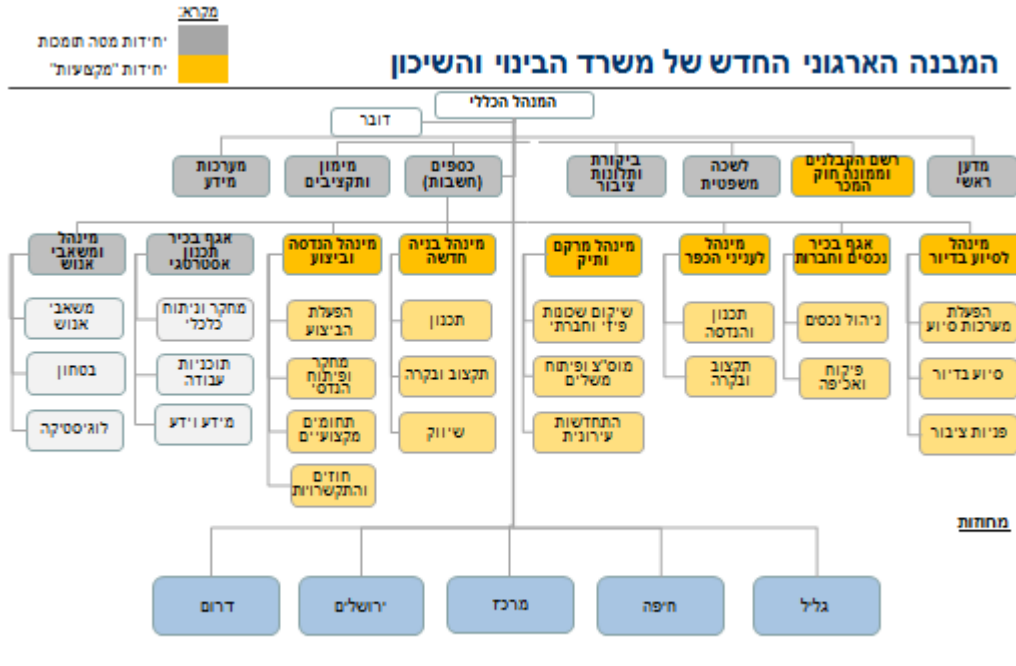 מקרא:
יחידות מטה תומכות
יחידות "מקצועיות"
המבנה הארגוני החדש של משרד הבינוי והשיכון
המנהל הכללי
דובר
מדען
ראשי
רשם הקבלנים
וממונה חוק
המכר
לשכה
משפטית
ביקורת
ותלונות
ציבור
כספים
(חשבות)
מימון
ותקציבים
מערכות
מידע
מינהל
לסיוע בדיור
אגף בכיר
נכסים וחברות
מינהל
לעניני הכפר
מינהל מרקם
ותיק
מינהל בניה
חדשה
מינהל הנדסה
וביצוע
אגף בכיר
תכנון
אסטרטגי
מינהל
ומשאבי
אנוש
הפעלת
מערכות סיוע
סיוע בדיור
פניות ציבור
ניהול נכסים
פיקוח
ואכיפה
תכנון
והנדסה
תקצוב
ובקרה
שיקום שכונות
פיזי וחברתי
מוס"צ ופיתוח
משלים
התחדשות
עירונית
תכנון
תקצוב ובקרה
שיווק
הפעלת
הביצוע
מחקר
ופיתוח
הנדסי
תחומים
מקצועיים
חוזים
והתקשרויות
מחקר וניתוח
כלכלי
תוכניות
עבודה
מידע וידע
משאבי
אנוש
בטחון
לוגיסטיקה
מחוזות
גליל
חיפה
מרכז
ירושלים
דרום